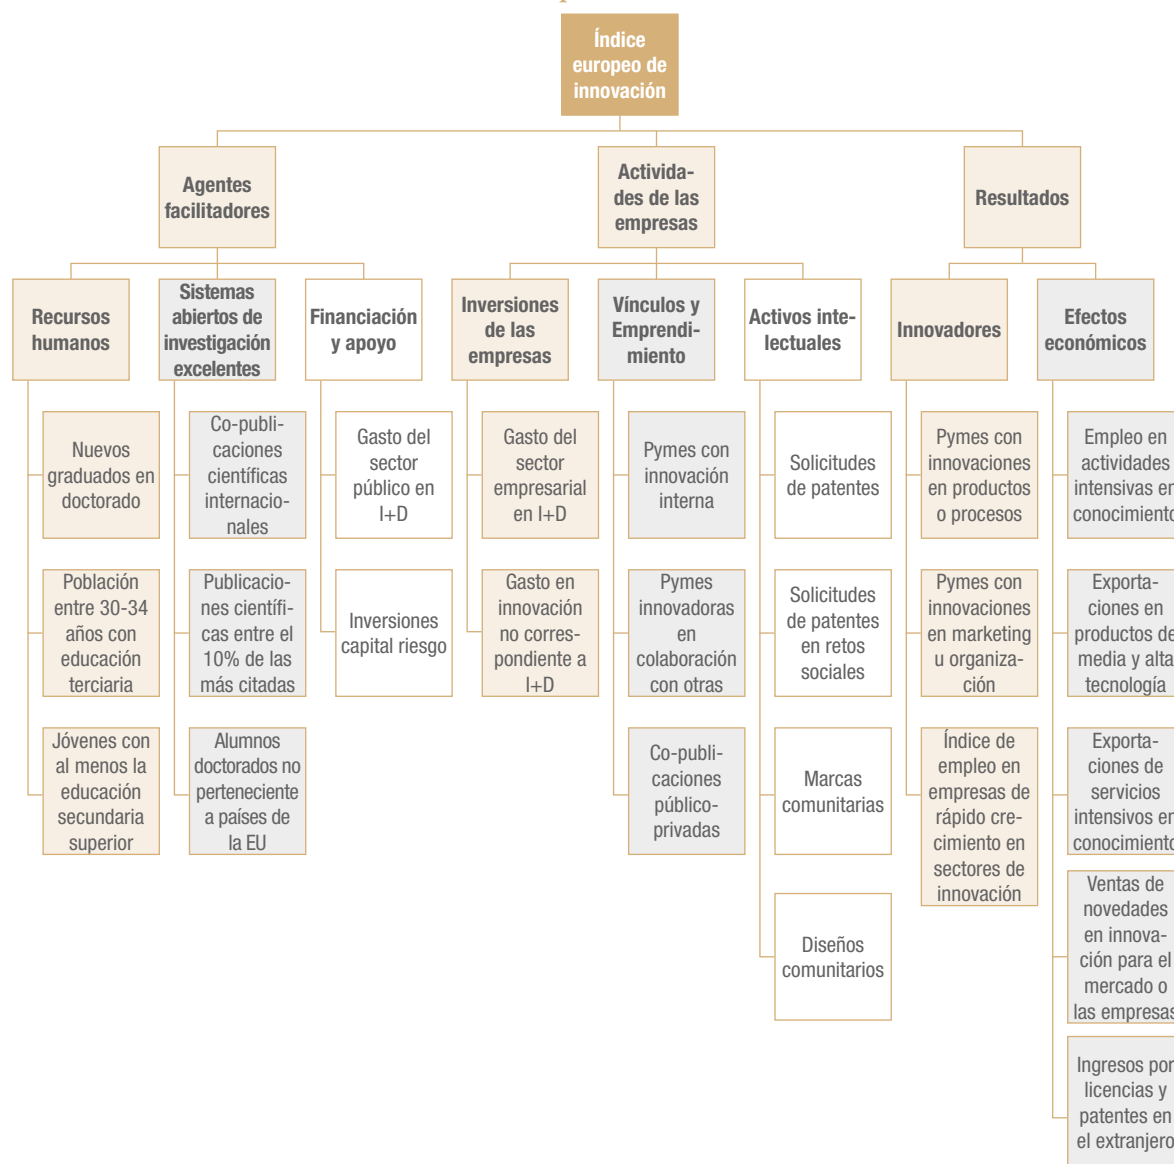 Índice
europeo de
innovación
Agentes
facilitadores
Activida-
des de las
empresas
Resultados
Recursos
humanos
Sistemas
abiertos de
investigación
excelentes
Financiación
y apoyo
Inversiones
de las
empresas
Vínculos y
Emprendi-
miento
Activos inte-
lectuales
Innovadores
Efectos
económicos
Nuevos
graduados en
doctorado
Co-publi-
caciones
científicas
internacio-
nales
Gasto del
sector
público en
I+D
Gasto del
sector
empresarial
en I+D
Pymes con
innovación
interna
Solicitudes
de patentes
Pymes con
innovaciones
en productos
o procesos
Empleo en
actividades
intensivas en
conocimiento
Población
entre 30-34
años con
educación
terciaria
Publicacio-
nes científi-
cas entre el
10% de las
más citadas
Inversiones
capital riesgo
Gasto en
innovación
no corres-
pondiente a
I+D
Pymes
innovadoras
en
colaboración
con otras
Solicitudes
de patentes
en retos
sociales
Pymes con
innovaciones
en marketing
u organiza-
ción
Exporta-
ciones en
productos de
media y alta
tecnología
Jóvenes con
al menos la
educación
secundaria
superior
Alumnos
doctorados no
perteneciente
a países de
la EU
Co-publi-
caciones
público-
privadas
Marcas
comunitarias
Índice de
empleo en
empresas de
rápido cre-
cimiento en
sectores de
innovación
Exporta-
ciones de
servicios
intensivos en
conocimiento
Diseños
comunitarios
Ventas de
novedades
en innova-
ción para el
mercado o
las empresas
Ingresos por
licencias y
patentes en
el extranjero